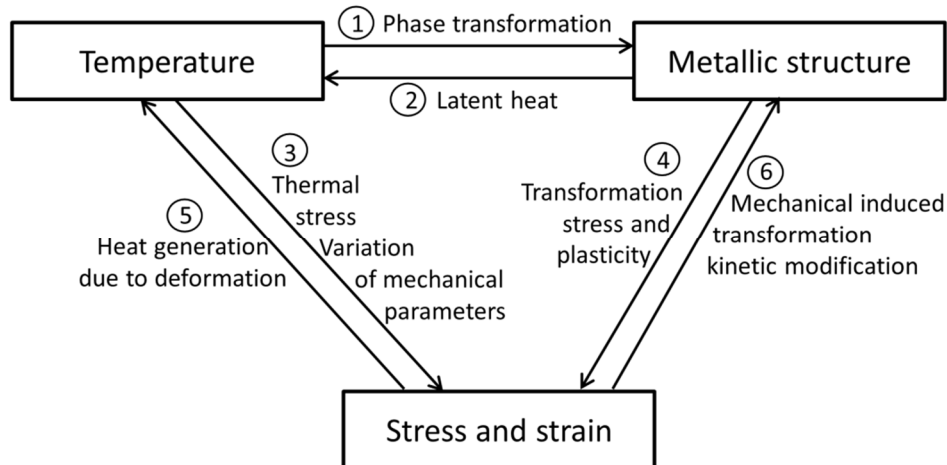 ① Phase transformation
Temperature
Metallic structure
② Latent heat
③
Thermal
stress
Variation
of mechanical
parameters
⑤
Heat generation
due to deformation
④
Transformation
stress and
plasticity
⑥
Mechanical induced
transformation
kinetic modification
Stress and strain